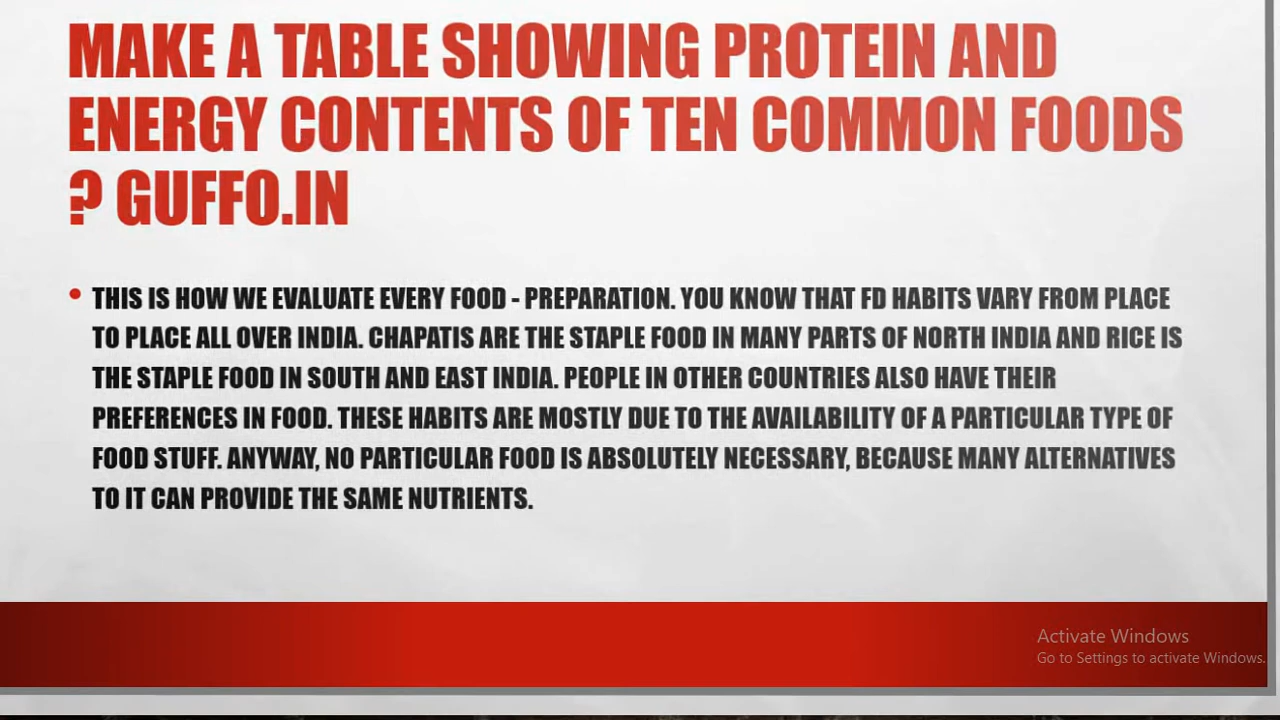 MAKE A TABLE SHOWING PROTEIN AND
ENERGY CONTENTS OF TEN COMMON FOODS
? GUFFO.IN
• THIS IS HOW WE EVALUATE EVERY FOOD - PREPARATION. YOU KNOW THAT FD HABITS VARY FROM PLACE
TO PLACE ALL OVER INDIA. CHAPATIS ARE THE STAPLE FOOD IN MANY PARTS OF NORTH INDIA AND RICE IS
THE STAPLE FOOD IN SOUTH AND EAST INDIA. PEOPLE IN OTHER COUNTRIES ALSO HAVE THEIR
PREFERENCES IN FOOD. THESE HABITS ARE MOSTLY DUE TO THE AVAILABILITY OF A PARTICULAR TYPE OF
FOOD STUFF. ANYWAY, NO PARTICULAR FOOD IS ABSOLUTELY NECESSARY, BECAUSE MANY ALTERNATIVES
TO IT CAN PROVIDE THE SAME NUTRIENTS.
Activate Windows
Go to Settings to activate Windows.